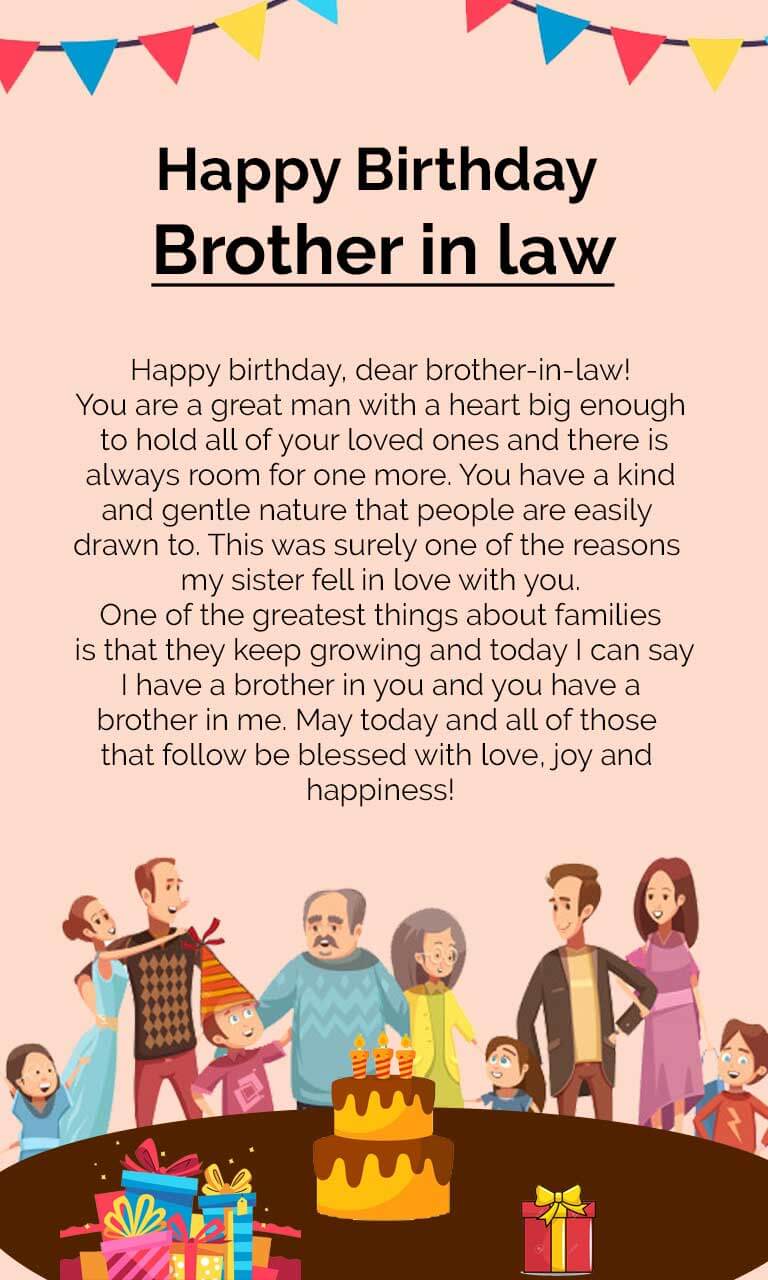 Happy Birthday
Brother in law
Happy birthday, dear brother-in-law!
You are a great man with a heart big enough
to hold all of your loved ones and there is
always room for one more. You have a kind
and gentle nature that people are easily
drawn to. This was surely one of the reasons
my sister fell in love with you.
One of the greatest things about families
is that they keep growing and today I can say
I have a brother in you and you have a
brother in me. May today and all of those
that follow be blessed with love, joy and
happiness!